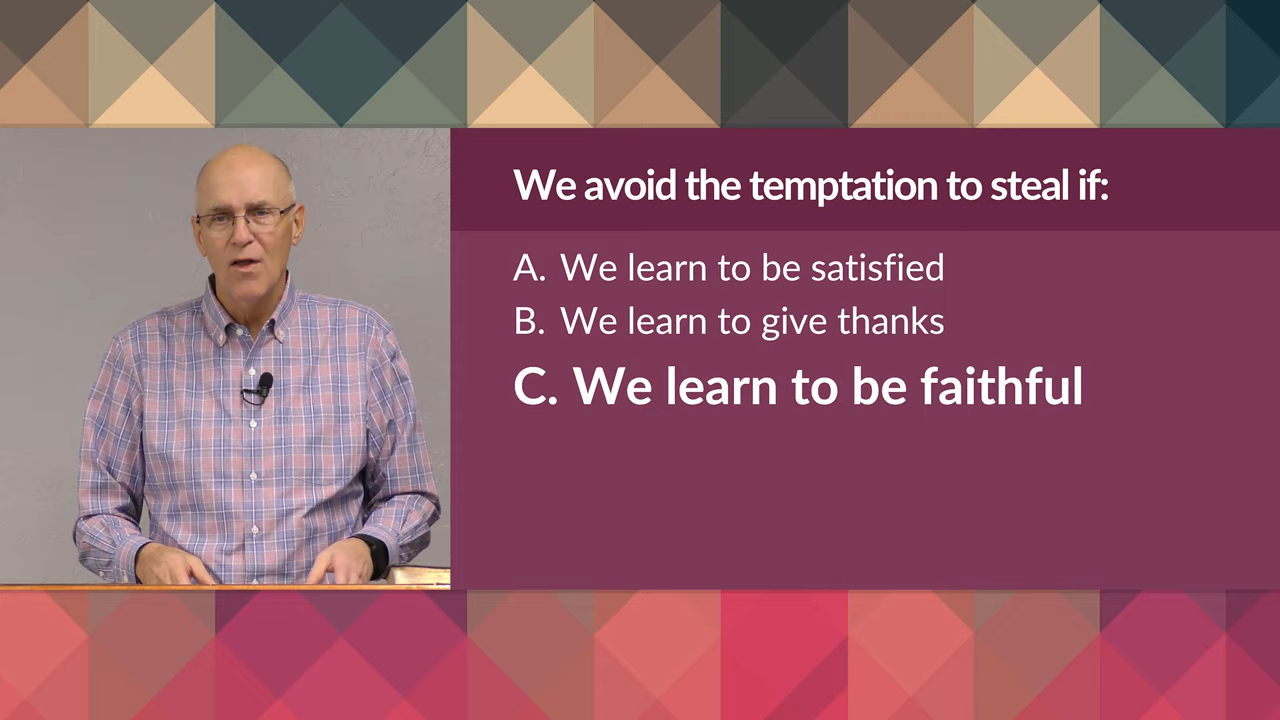 We avoid the temptation to steal if:
A. We learn to be satisfied
B. We learn to give thanks
C. We learn to be faithful